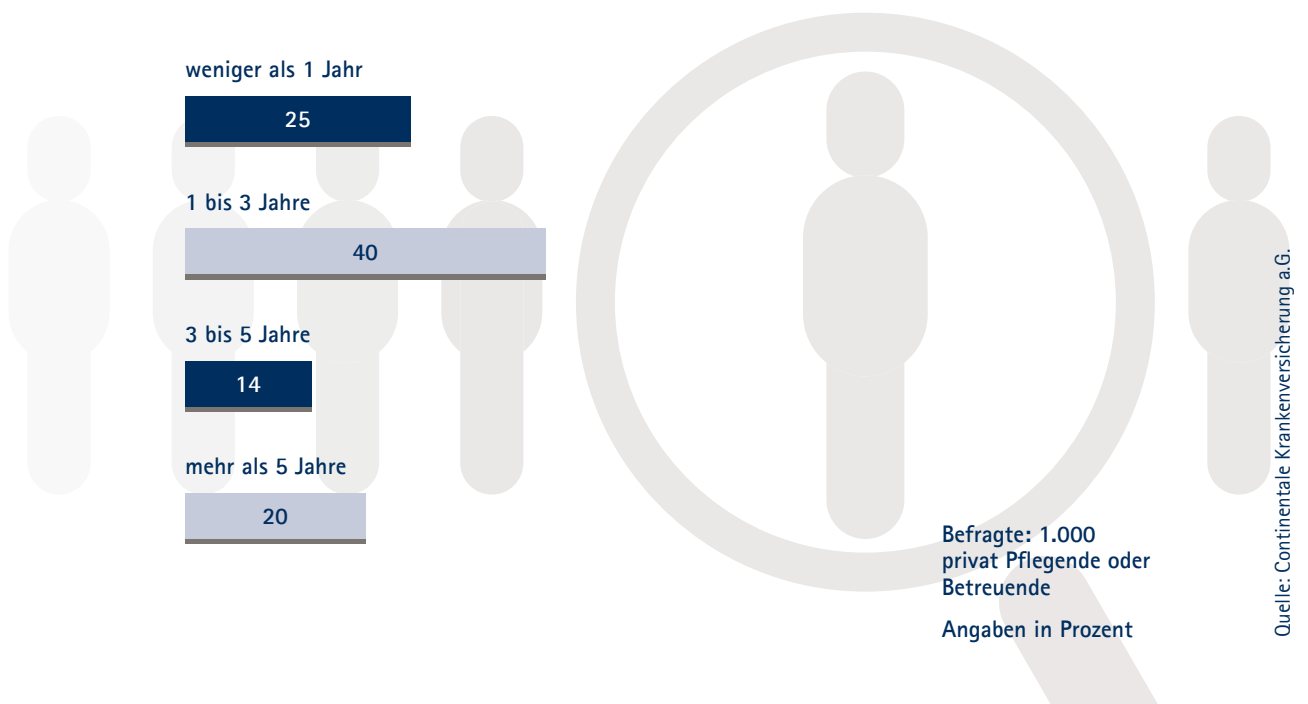 weniger als 1 Jahr
25
1 bis 3 Jahre
40
3 bis 5 Jahre
14
mehr als 5 Jahre
20
Befragte: 1.000
privat Pflegende oder
Betreuende
Angaben in Prozent
Quelle: Continentale Krankenversicherung a.G.